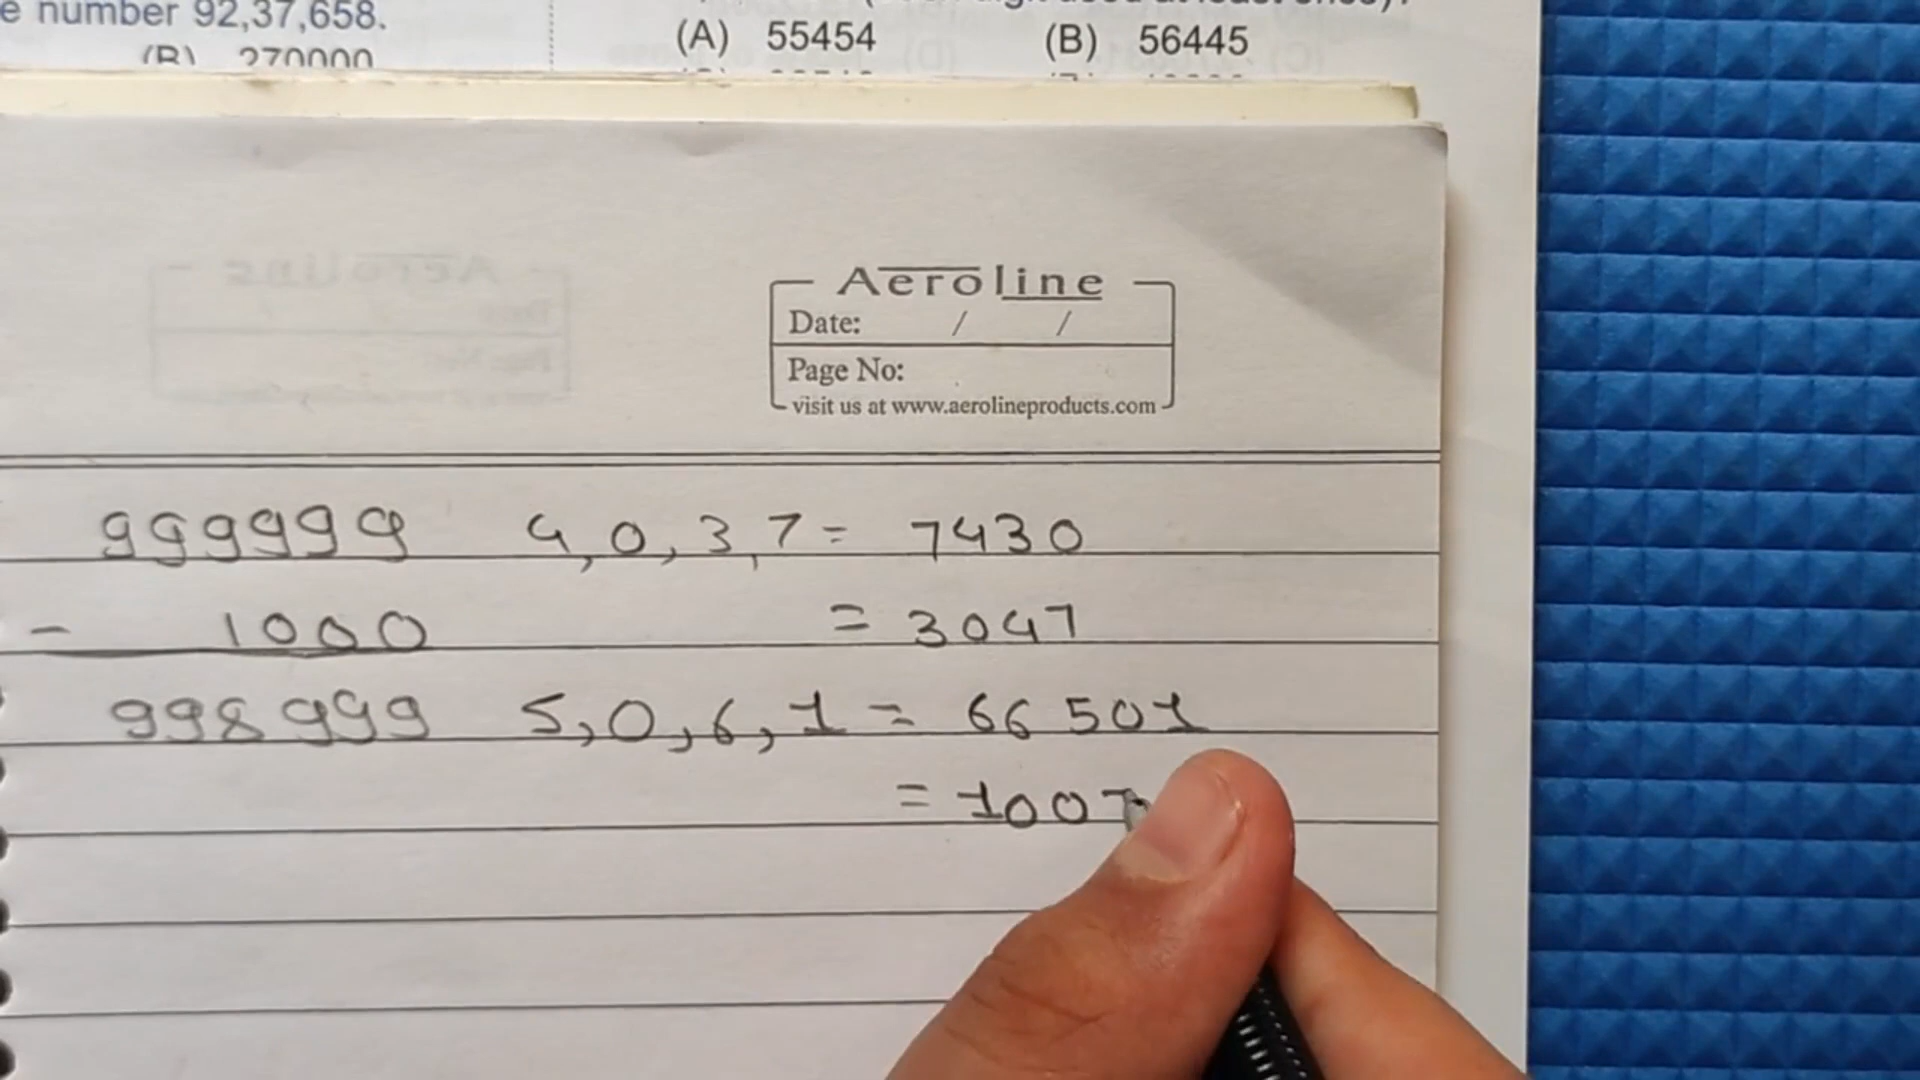 e number 92,37,658.
(B) 270000
(A) 55454 (B) 56445
Aeroline
Date: / /
Page No:
visit us at www.aerolineproducts.com
999999 4,0,3,7 = 7430
- 1000 = 3047
998999 5,0,6,1 = 66501
= 100